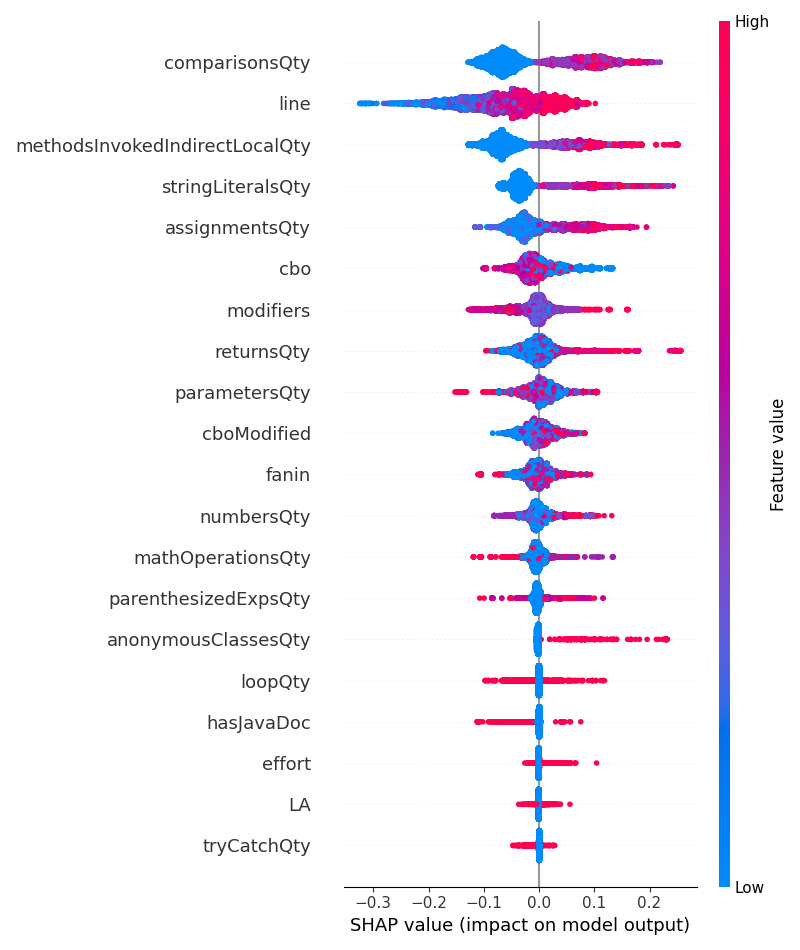 High
comparisonsQty
line
methodsInvokedIndirectLocalQty
stringLiteralsQty
assignmentsQty
cbo
modifiers
returnsQty
parametersQty
cboModified
fanin
numbersQty
mathOperationsQty
parenthesizedExpsQty
anonymousClassesQty
loopQty
hasJavaDoc
effort
LA
tryCatchQty
Feature value
Low
−0.3 −0.2 −0.1 0.0 0.1 0.2
SHAP value (impact on model output)